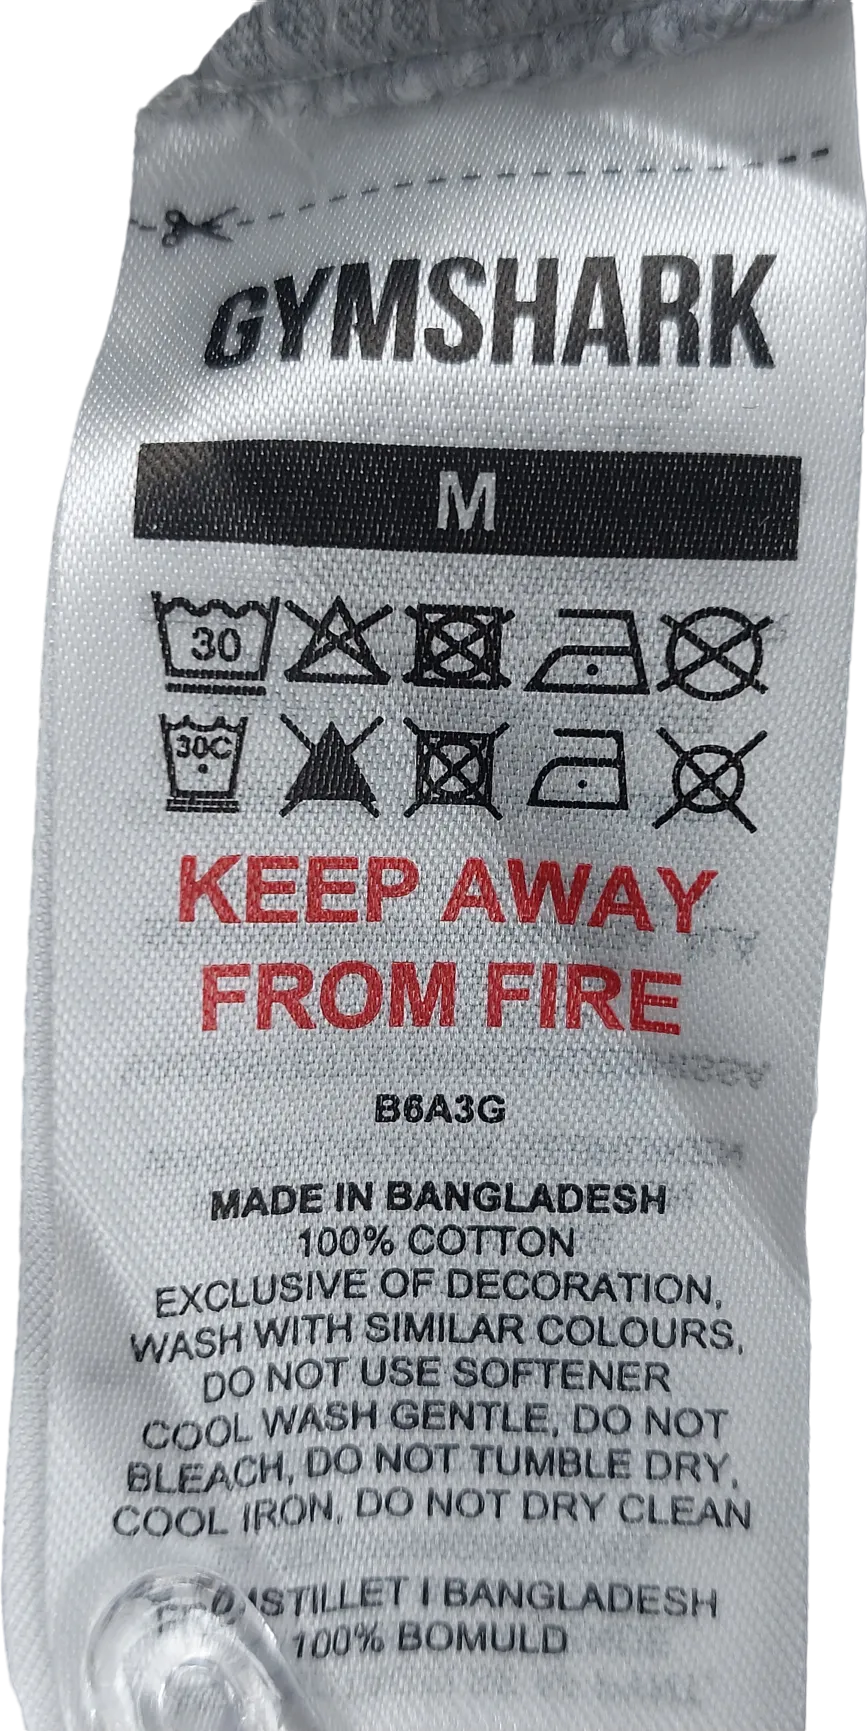 GYMSHARK
M
30
30C
KEEP AWAY
FROM FIRE
B6A3G
MADE IN BANGLADESH
100% COTTON
EXCLUSIVE OF DECORATION,
WASH WITH SIMILAR COLOURS,
DO NOT USE SOFTENER
COOL WASH GENTLE, DO NOT
BLEACH, DO NOT TUMBLE DRY,
COOL IRON, DO NOT DRY CLEAN
I BANGLADESH
100% BOMULD